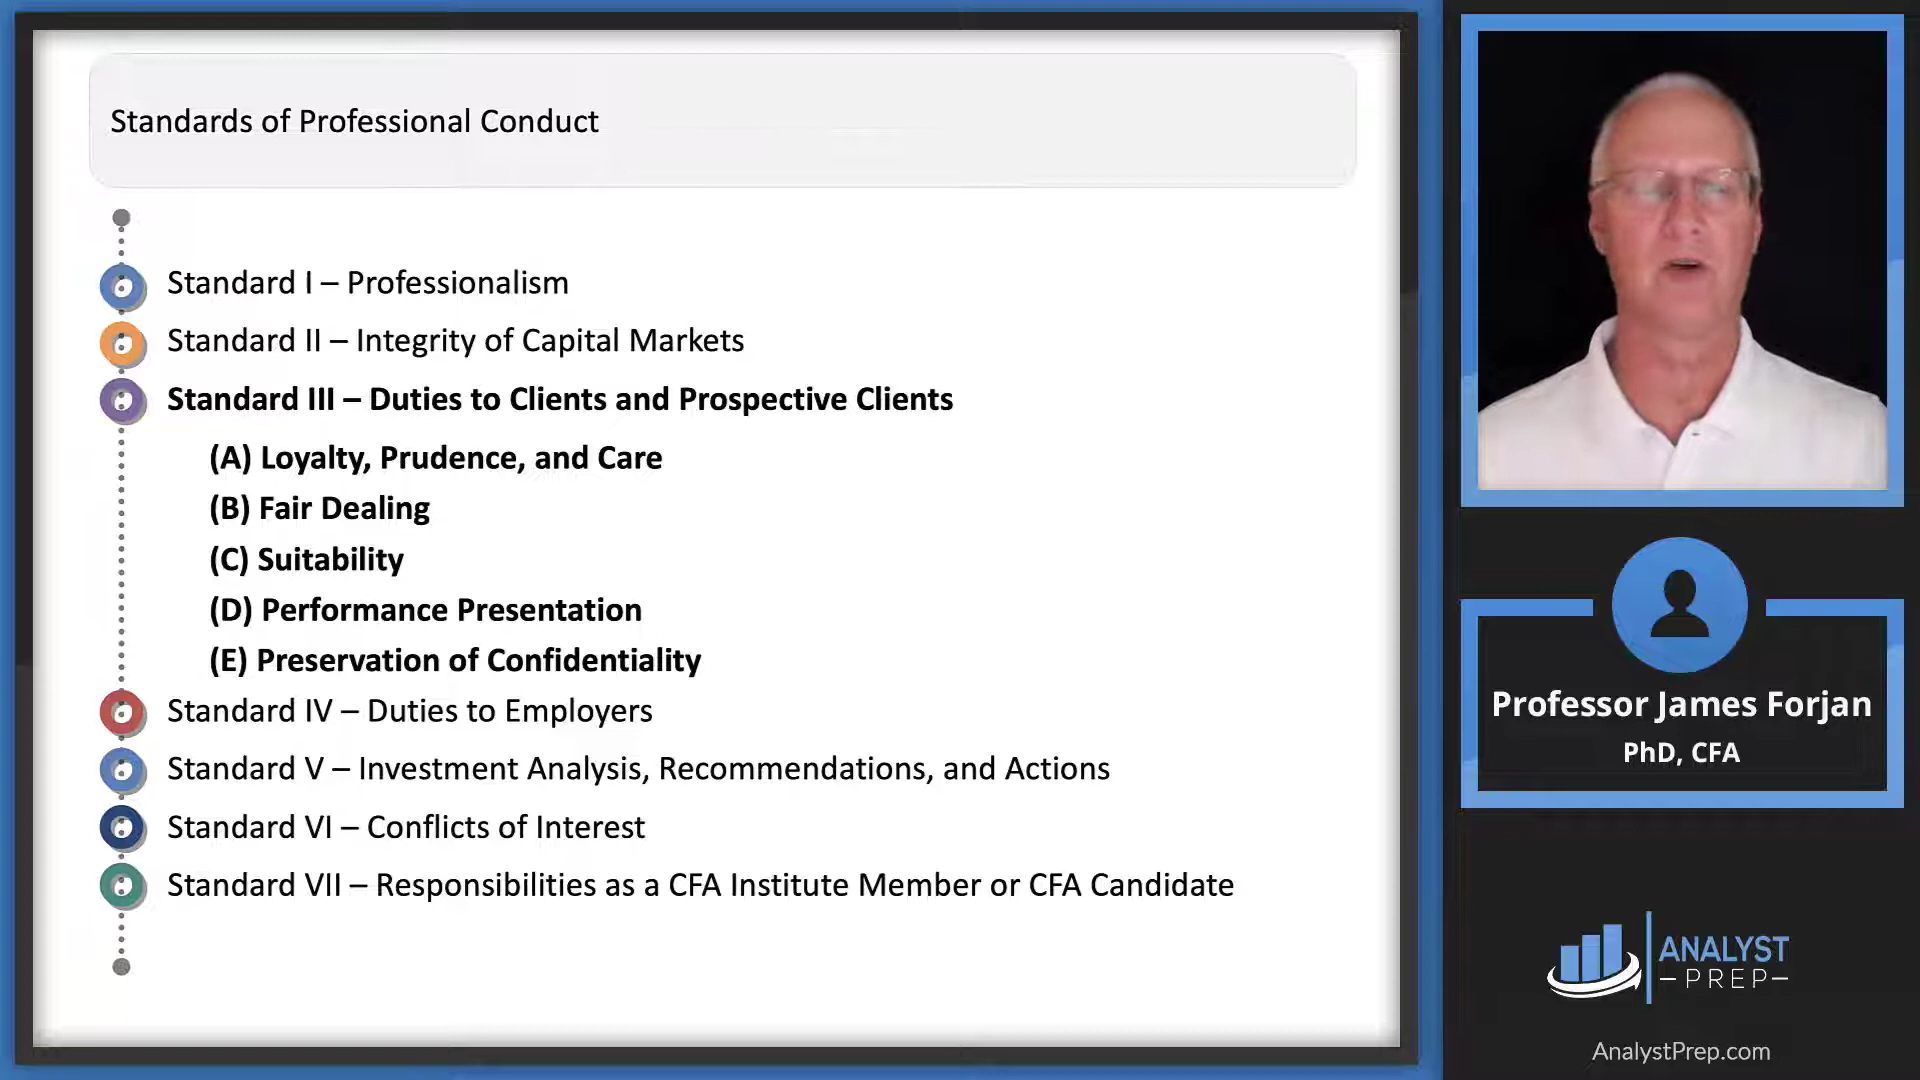 Standards of Professional Conduct
Standard I – Professionalism
Standard II – Integrity of Capital Markets
Standard III – Duties to Clients and Prospective Clients
(A) Loyalty, Prudence, and Care
(B) Fair Dealing
(C) Suitability
(D) Performance Presentation
(E) Preservation of Confidentiality
Standard IV – Duties to Employers
Standard V – Investment Analysis, Recommendations, and Actions
Standard VI – Conflicts of Interest
Standard VII – Responsibilities as a CFA Institute Member or CFA Candidate
Professor James Forjan
PhD, CFA
ANALYST
PREP
AnalystPrep.com